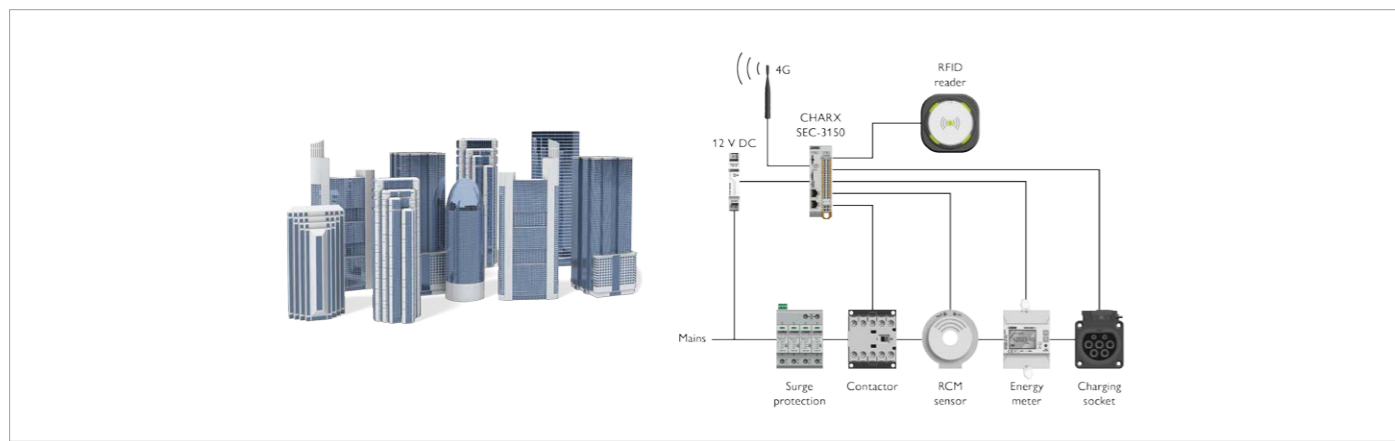 4G
RFID
reader
CHARX
SEC-3150
12 V DC
Mains
Surge
protection
Contactor
RCM
sensor
Energy
meter
Charging
socket